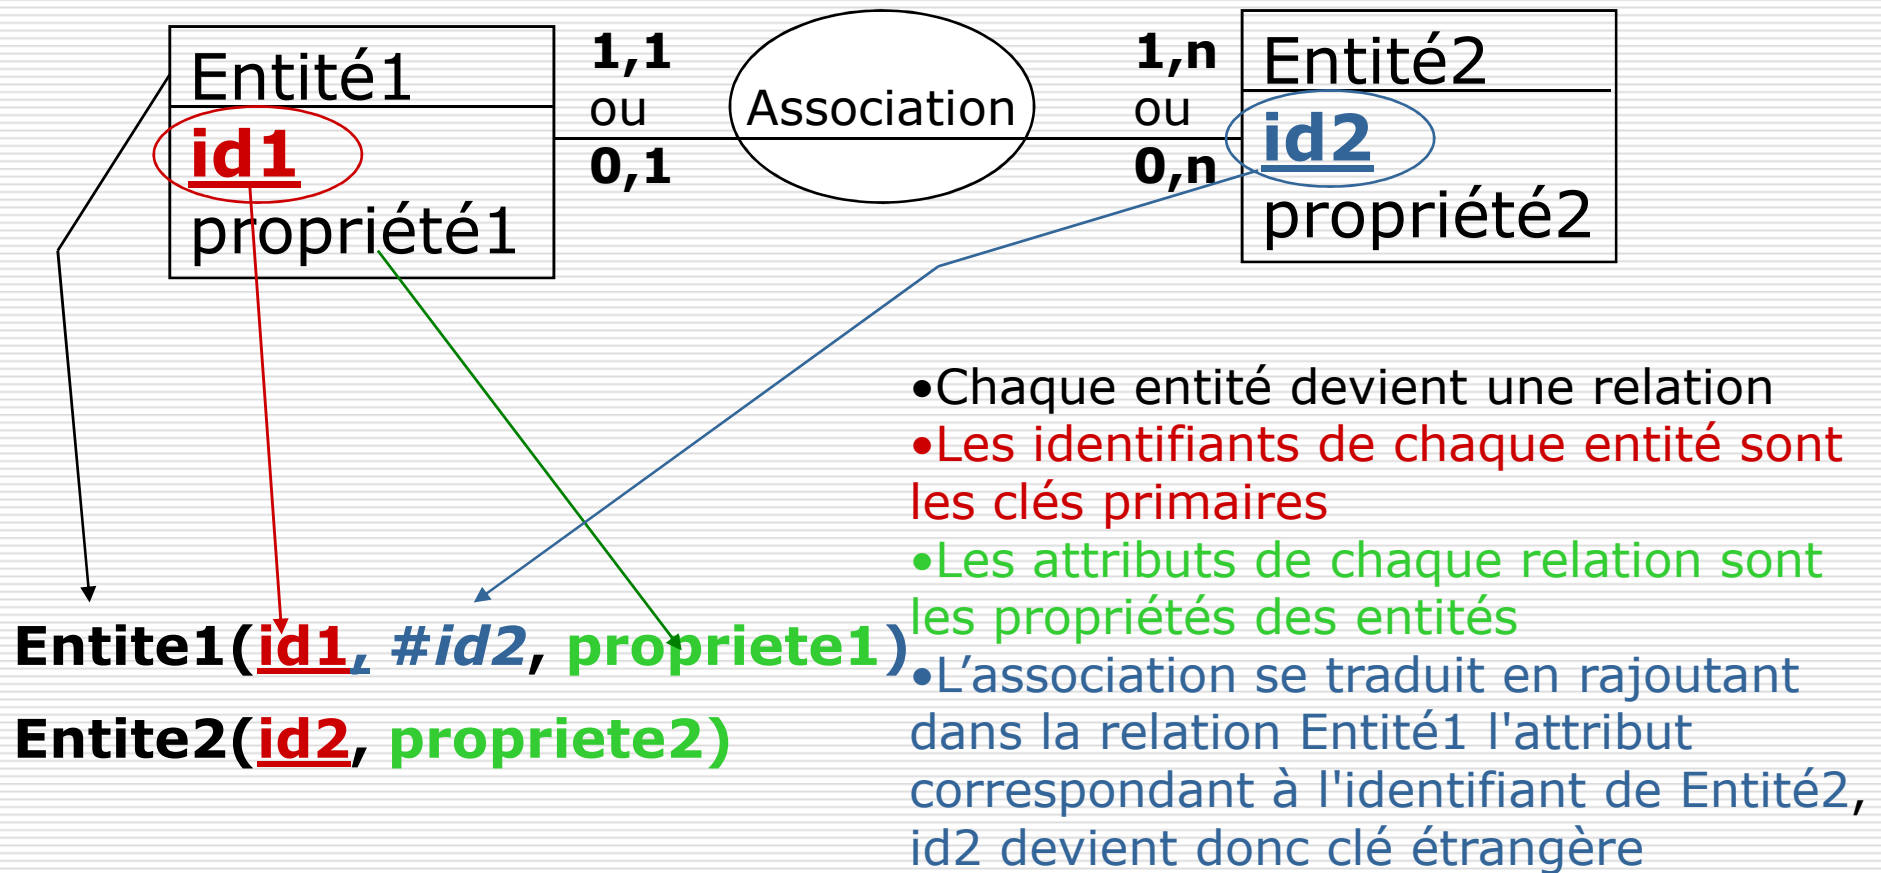 Entité1
id1
propriété1
1,1
ou
0,1
Association
1,n
ou
0,n
Entité2
id2
propriété2
•Chaque entité devient une relation
•Les identifiants de chaque entité sont
les clés primaires
•Les attributs de chaque relation sont
les propriétés des entités
•L’association se traduit en rajoutant
dans la relation Entité1 l'attribut
correspondant à l'identifiant de Entité2,
id2 devient donc clé étrangère
Entite1(id1, #id2, propriete1)
Entite2(id2, propriete2)